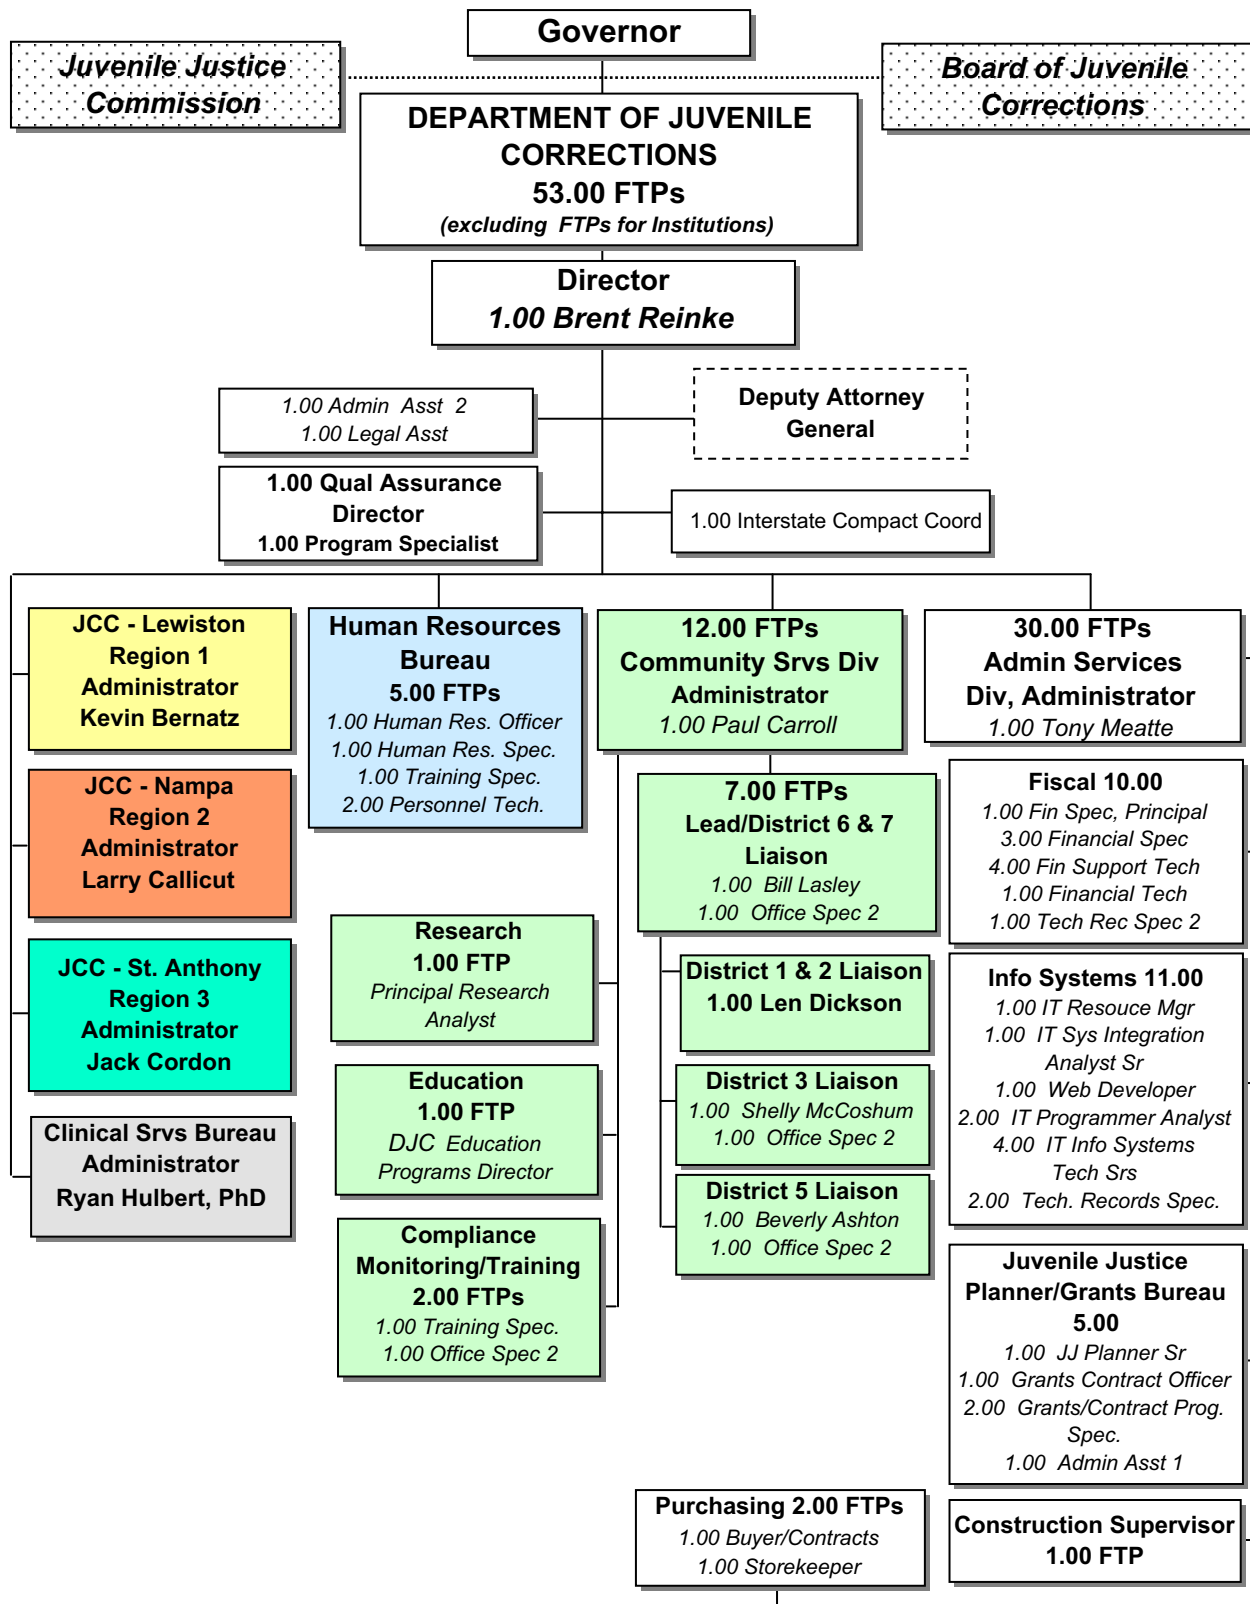 Governor
Juvenile Justice
Commission
Board of Juvenile
Corrections
DEPARTMENT OF JUVENILE
CORRECTIONS
53.00 FTPs
(excluding FTPs for Institutions)
Director
1.00 Brent Reinke
1.00 Admin Asst 2
1.00 Legal Asst
Deputy Attorney
General
1.00 Qual Assurance
Director
1.00 Program Specialist
1.00 Interstate Compact Coord
JCC - Lewiston
Region 1
Administrator
Kevin Bernatz
JCC - Nampa
Region 2
Administrator
Larry Callicut
JCC - St. Anthony
Region 3
Administrator
Jack Cordon
Clinical Srvs Bureau
Administrator
Ryan Hulbert, PhD
Human Resources
Bureau
5.00 FTPs
1.00 Human Res. Officer
1.00 Human Res. Spec.
1.00 Training Spec.
2.00 Personnel Tech.
12.00 FTPs
Community Srvs Div
Administrator
1.00 Paul Carroll
Research
1.00 FTP
Principal Research
Analyst
Education
1.00 FTP
DJC Education
Programs Director
Compliance
Monitoring/Training
2.00 FTPs
1.00 Training Spec.
1.00 Office Spec 2
7.00 FTPs
Lead/District 6 & 7
Liaison
1.00 Bill Lasley
1.00 Office Spec 2
District 1 & 2 Liaison
1.00 Len Dickson
District 3 Liaison
1.00 Shelly McCoshum
1.00 Office Spec 2
District 5 Liaison
1.00 Beverly Ashton
1.00 Office Spec 2
30.00 FTPs
Admin Services
Div, Administrator
1.00 Tony Meatte
Fiscal 10.00
1.00 Fin Spec, Principal
3.00 Financial Spec
4.00 Fin Support Tech
1.00 Financial Tech
1.00 Tech Rec Spec 2
Info Systems 11.00
1.00 IT Resouce Mgr
1.00 IT Sys Integration
Analyst Sr
1.00 Web Developer
2.00 IT Programmer Analyst
4.00 IT Info Systems
Tech Srs
2.00 Tech. Records Spec.
Juvenile Justice
Planner/Grants Bureau
5.00
1.00 JJ Planner Sr
1.00 Grants Contract Officer
2.00 Grants/Contract Prog.
Spec.
1.00 Admin Asst 1
Purchasing 2.00 FTPs
1.00 Buyer/Contracts
1.00 Storekeeper
Construction Supervisor
1.00 FTP